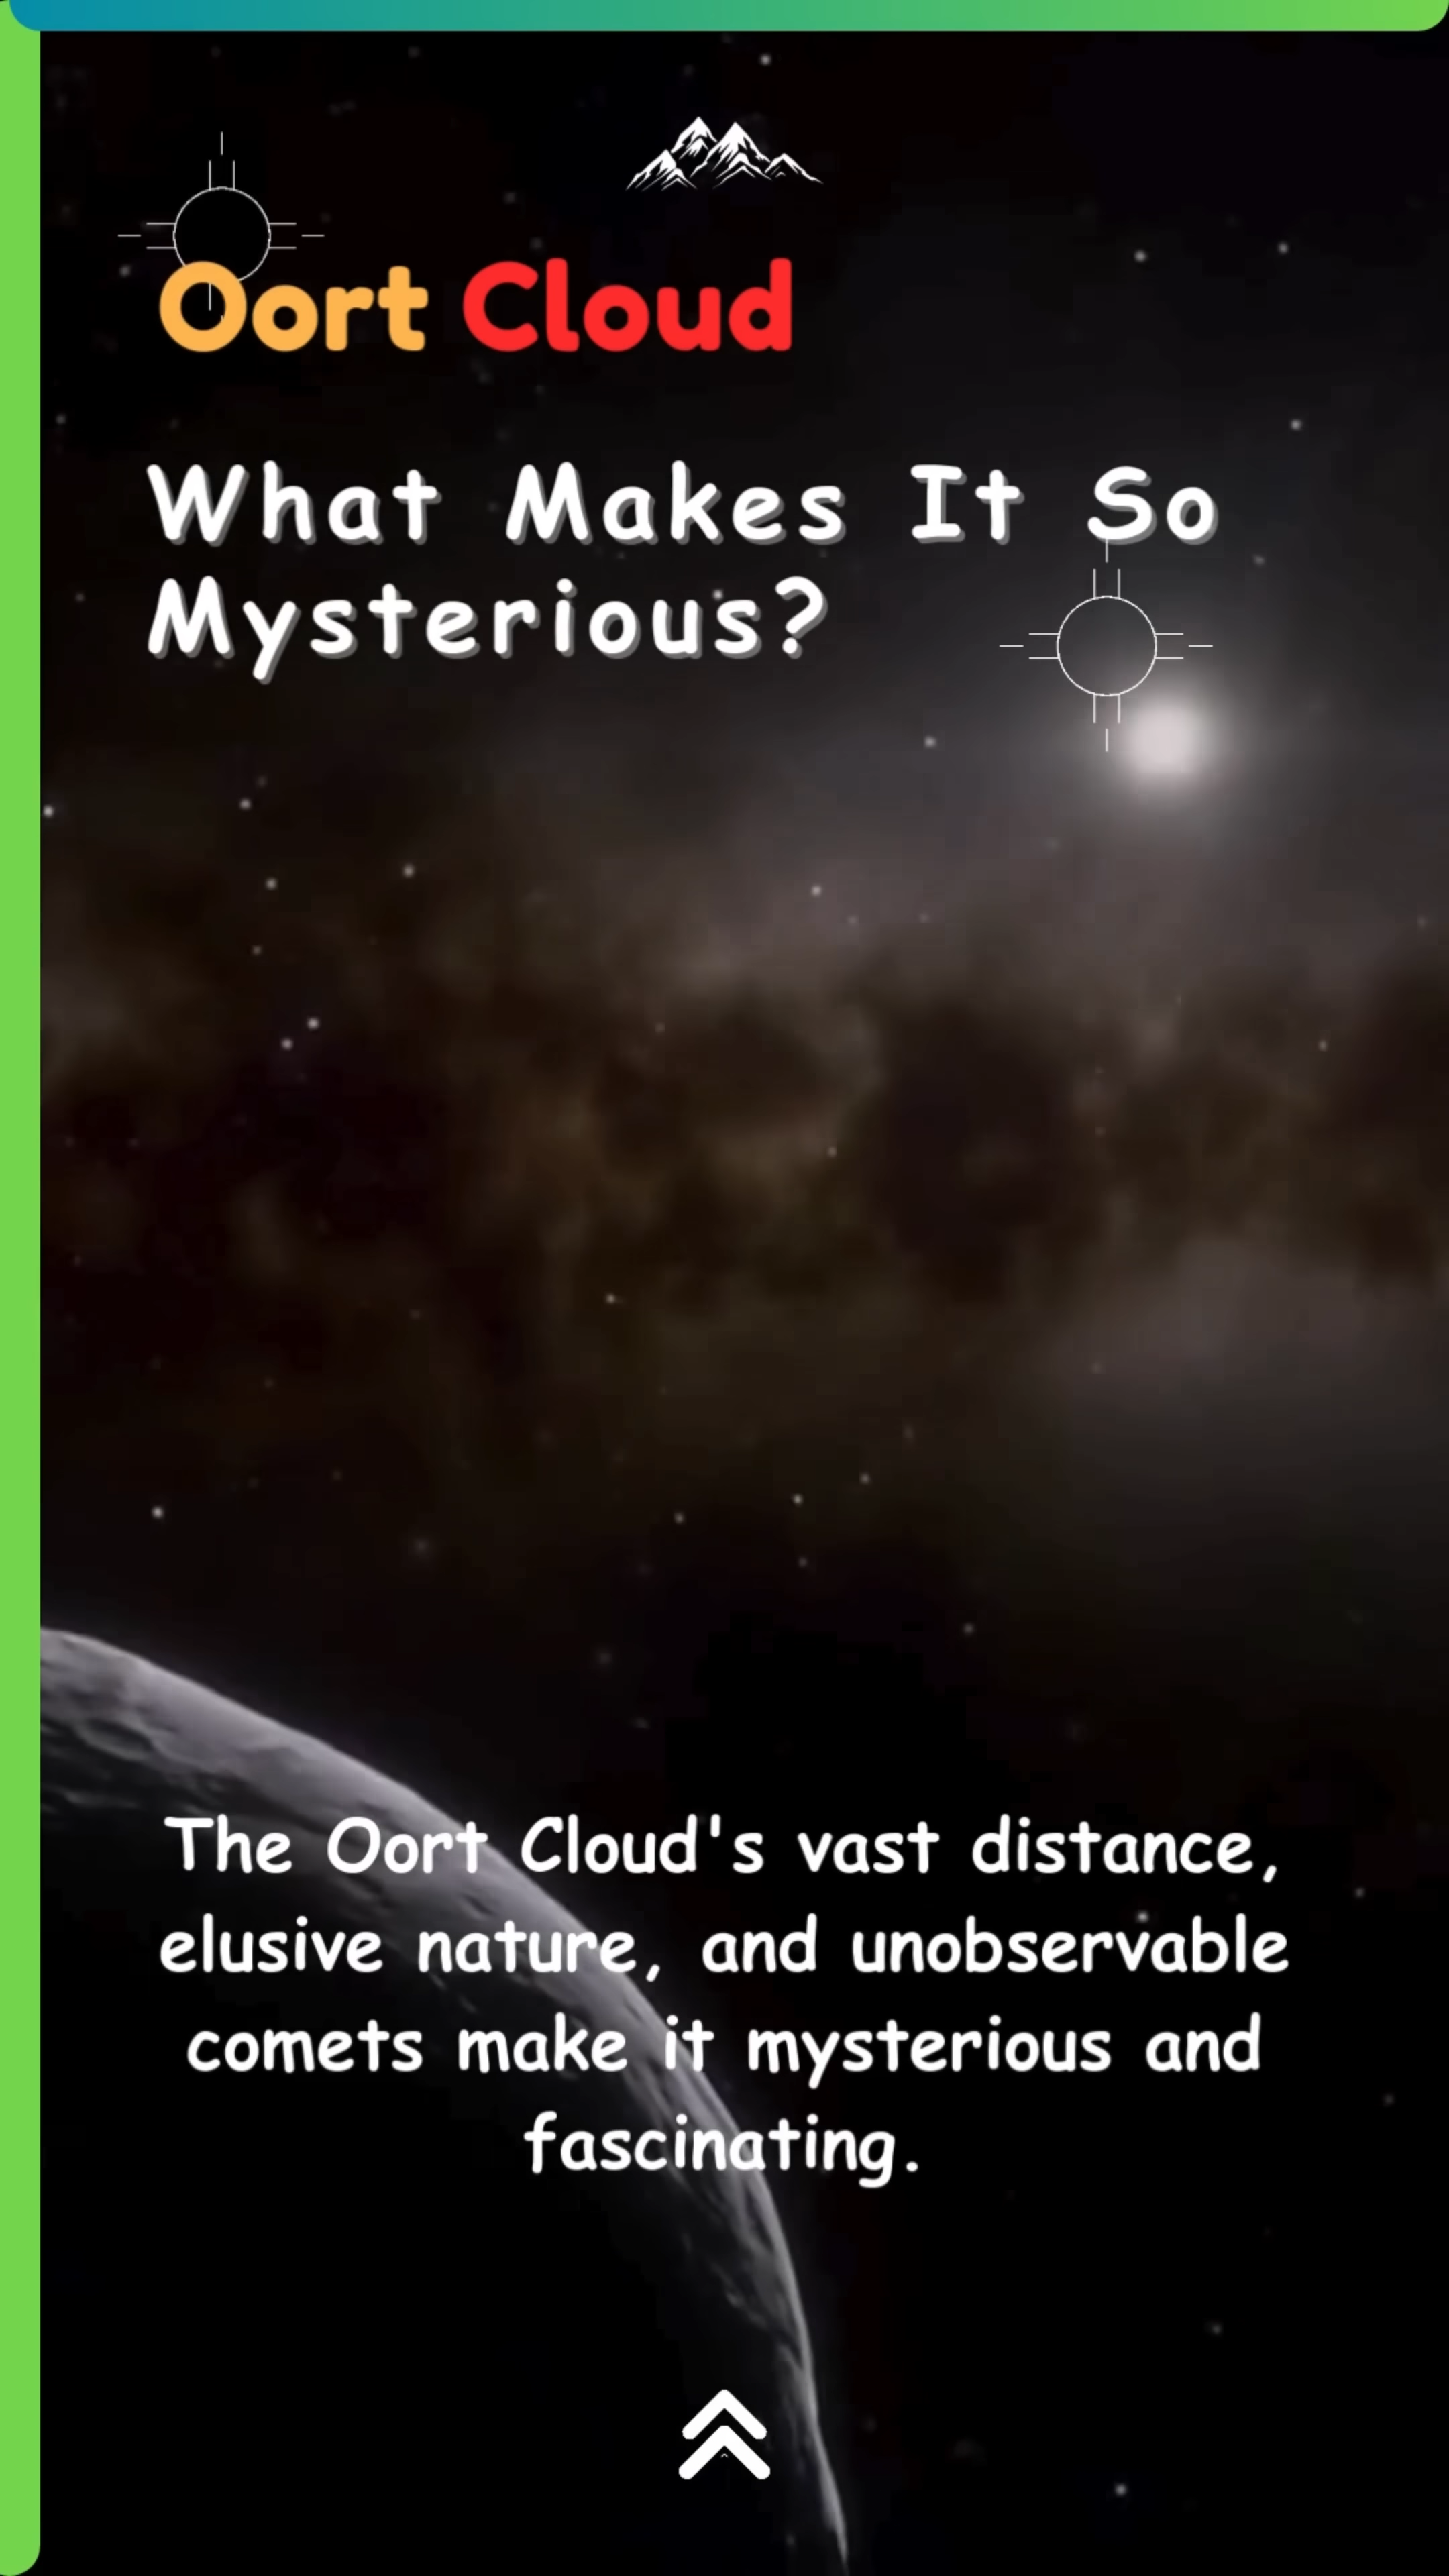 Oort Cloud
What Makes It So
Mysterious?
The Oort Cloud's vast distance,
elusive nature, and unobservable
comets make it mysterious and
fascinating.